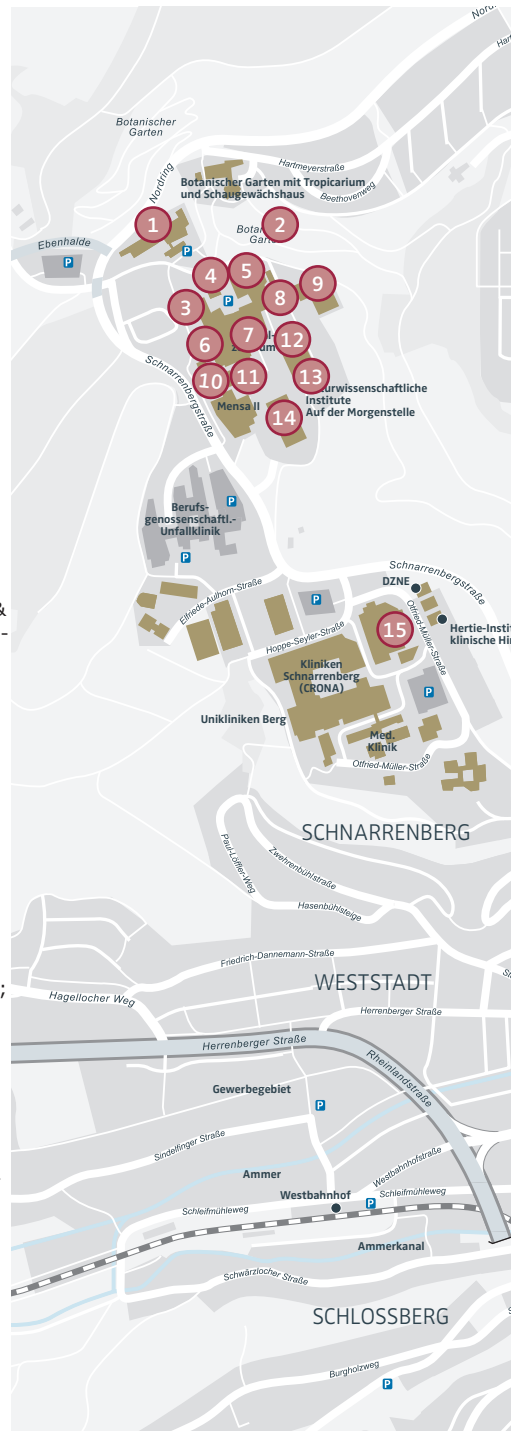 Nord
Hart
Botanischer
Garten
Nordring
Hartmeyerstraße
Beethovenweg
Botanischer Garten mit Tropicarium
und Schaugewächshaus
1
2
Ebenhalde
P
P
4
5
9
3
P
8
6
7
12
10
11
13
Mensa II
Institute
Auf der Morgenstelle
14
Schnarrenbergstraße
Berufs-
genossenschaftl.-
Unfallklinik
P
P
Schnarrenbergstraße
DZNE
Elfriede-Aulhorn-Straße
P
Otfried-Müller-Straße
&
-
Hoppe-Seyler-Straße
15
Hertie-Instit
klinische Hir
Kliniken
Schnarrenberg
(CRONA)
P
Unikliniken Berg
Med.
Klinik
Otfried-Müller-Straße
SCHNARRENBERG
Paul-Löffler-Weg
Zwehrenbühlstraße
Hasenbühlsteige
Friedrich-Dannemann-Straße
WESTSTADT
;
Hagellocher Weg
Herrenberger Straße
Herrenberger Straße
Rheinlandstraße
Gewerbegebiet
P
Sindelfinger Straße
Ammer
Westbahnhofstraße
Westbahnhof
P
Schleifmühleweg
Schleifmühleweg
Ammerkanal
Schwärzlocher Straße
SCHLOSSBERG
Burgholzweg
P